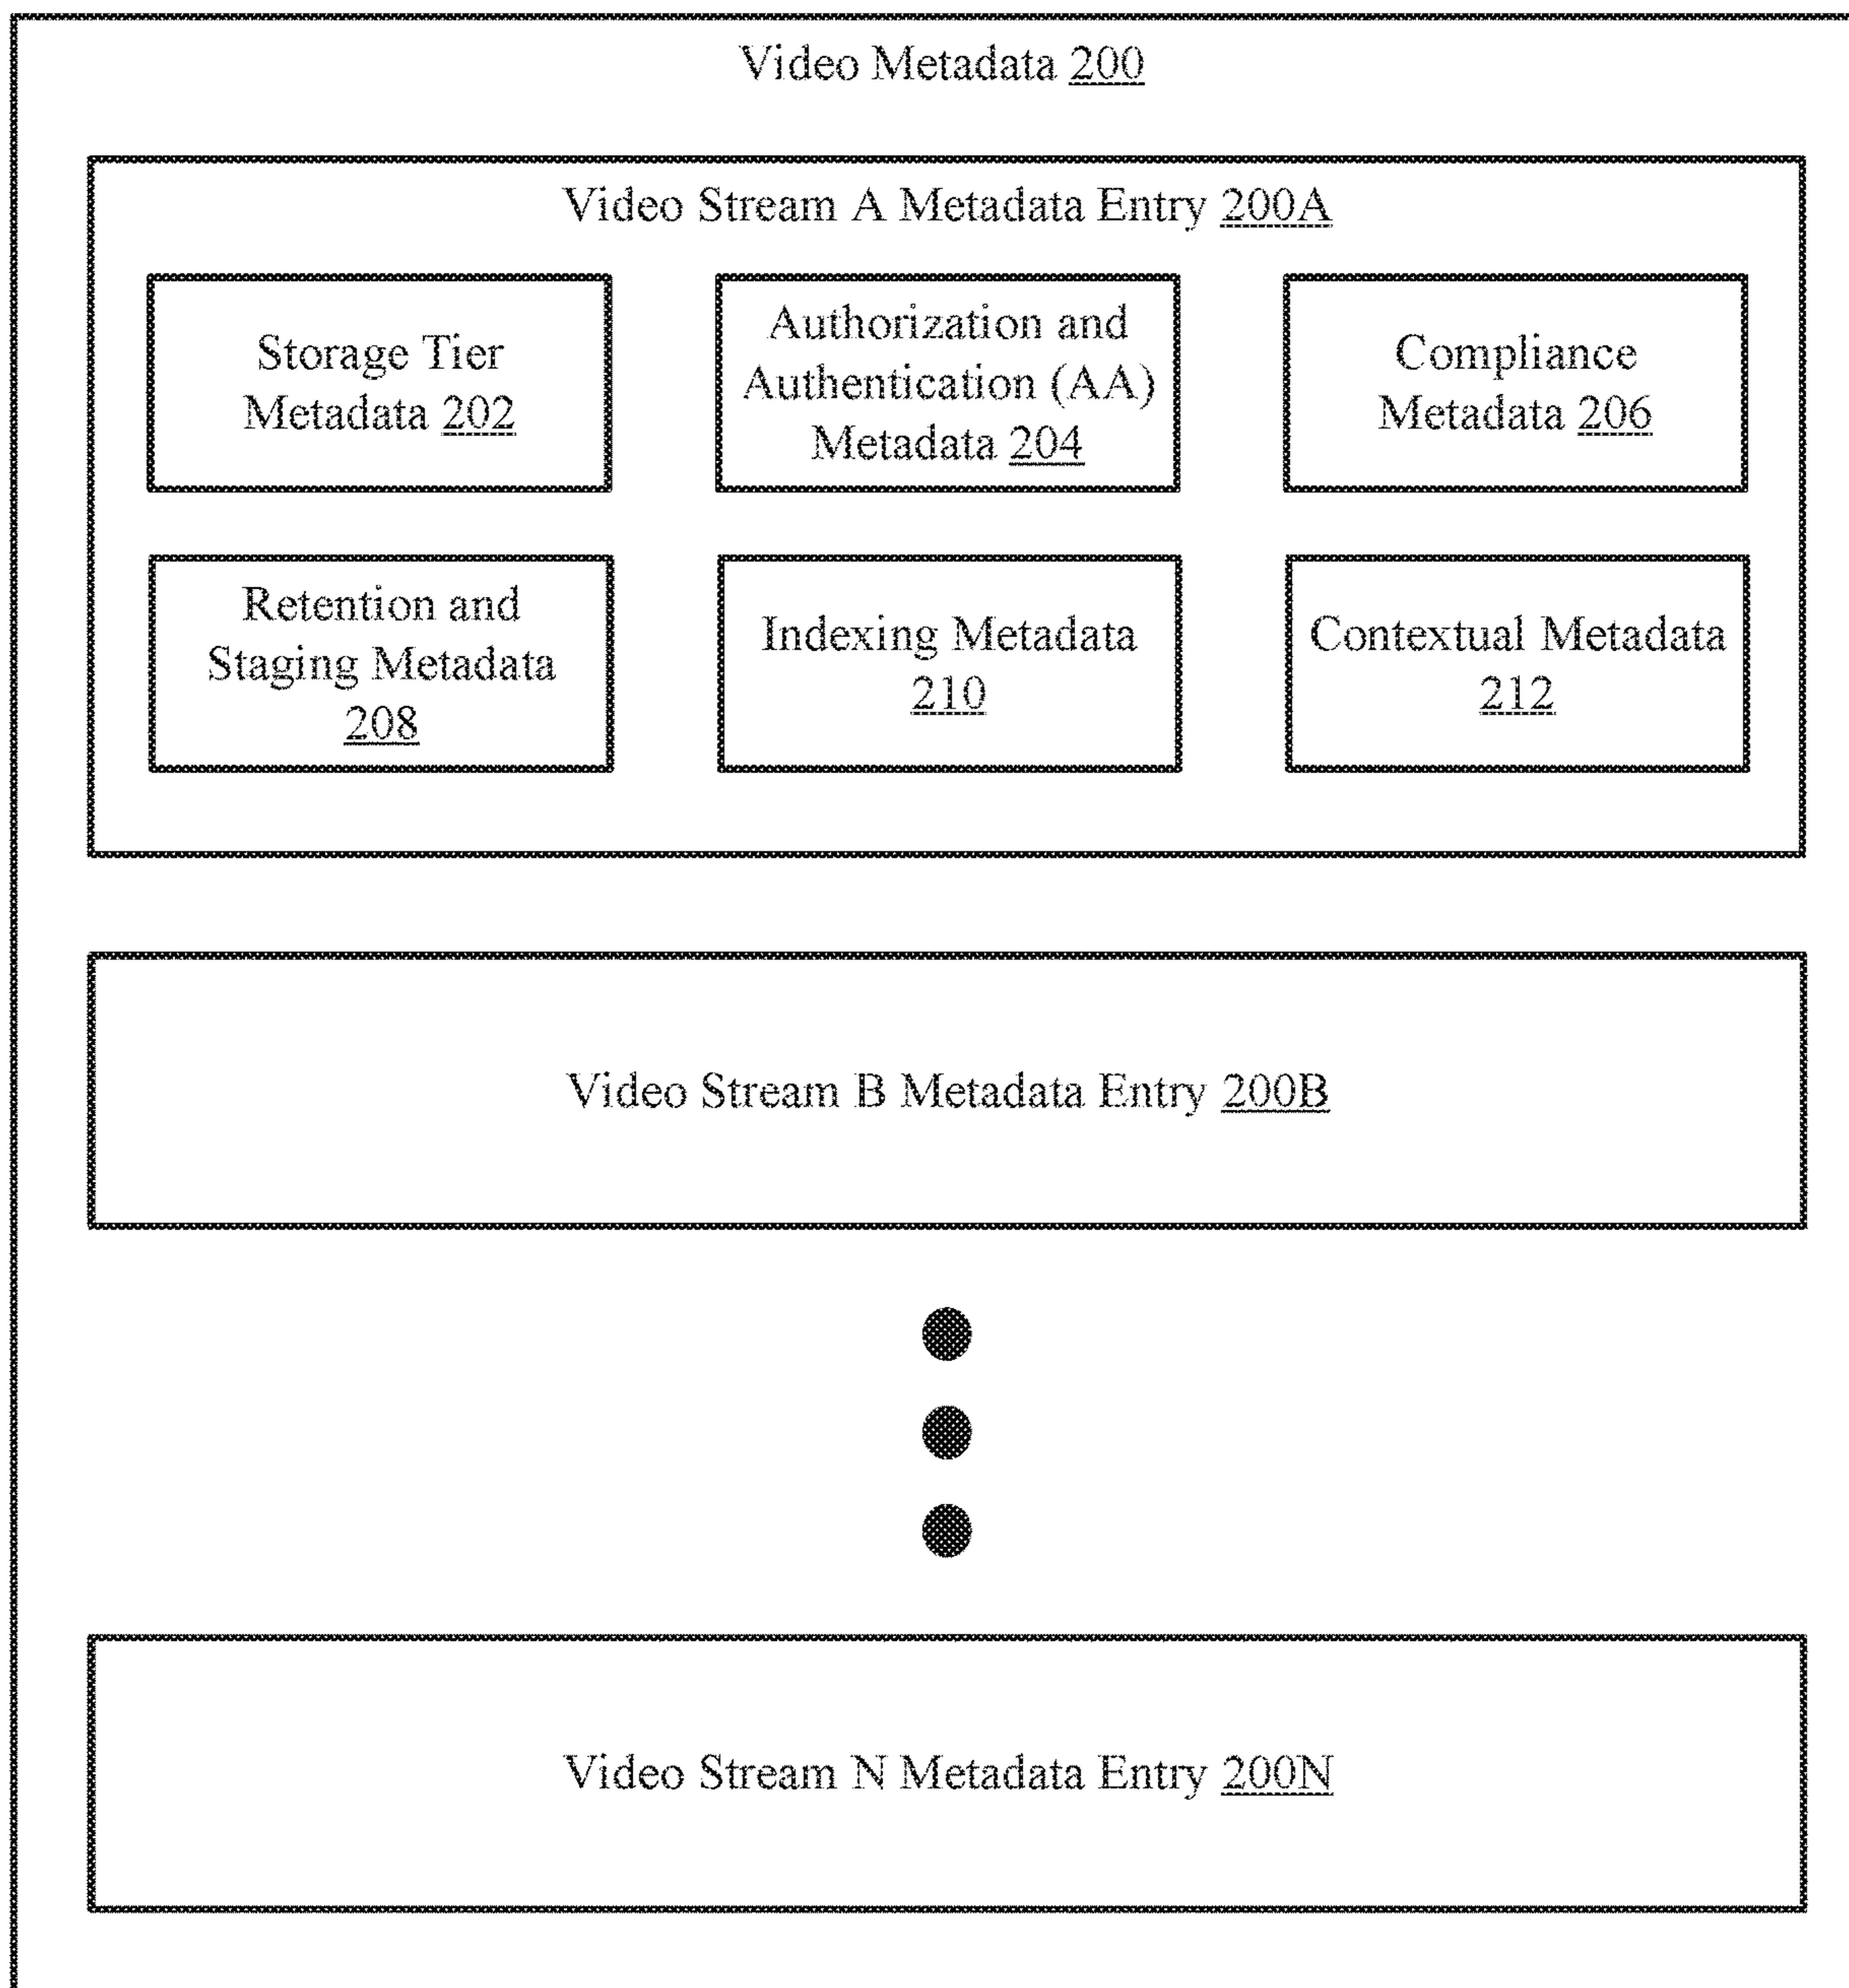 Video Metadata 200
Video Stream A Metadata Entry 200A
Storage Tier
Metadata 202
Authorization and
Authentication (AA)
Metadata 204
Compliance
Metadata 206
Retention and
Staging Metadata
208
Indexing Metadata
210
Contextual Metadata
212
Video Stream B Metadata Entry 200B
Video Stream N Metadata Entry 200N